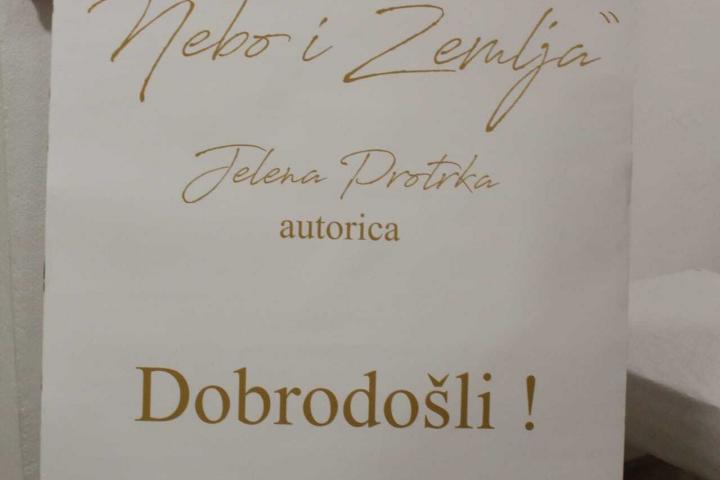 Nebo i Zemlja"
Jelena Protrka
autorica
Dobrodošli !